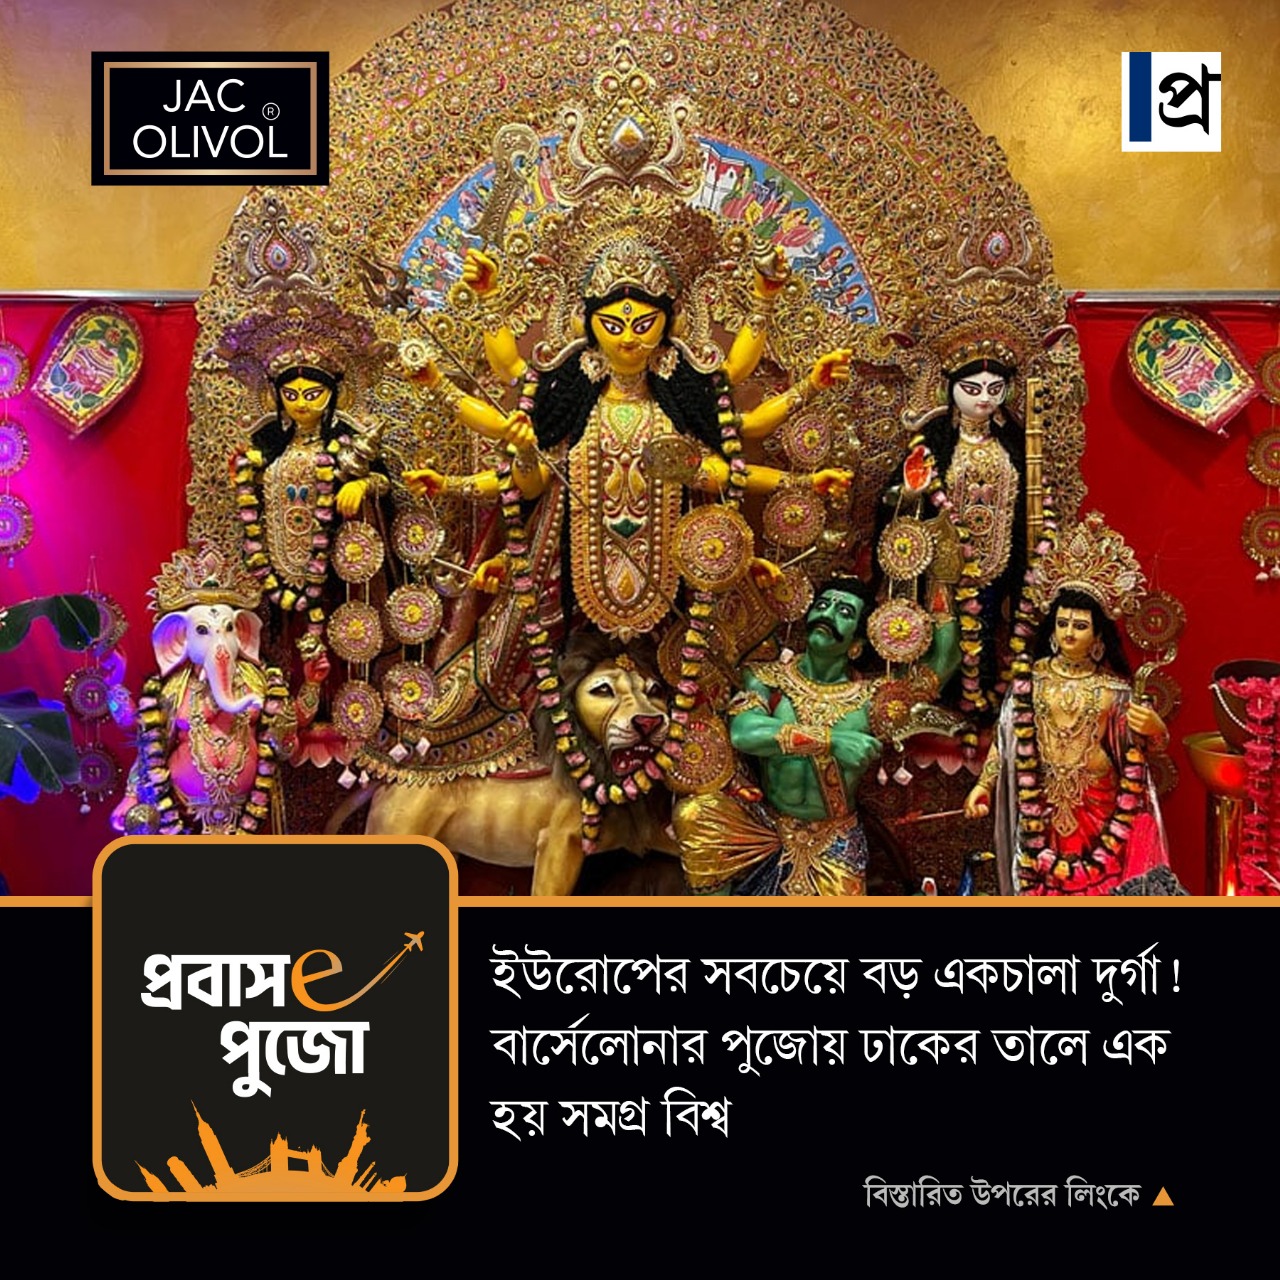 JAC
OLIVOL ®
প্র
প্রবাসe
পুজো
ইউরোপের সবচেয়ে বড় একচালা দুর্গা!
বার্সেলোনার পুজোয় ঢাকের তালে এক
হয় সমগ্র বিশ্ব
বিস্তারিত উপরের লিংকে